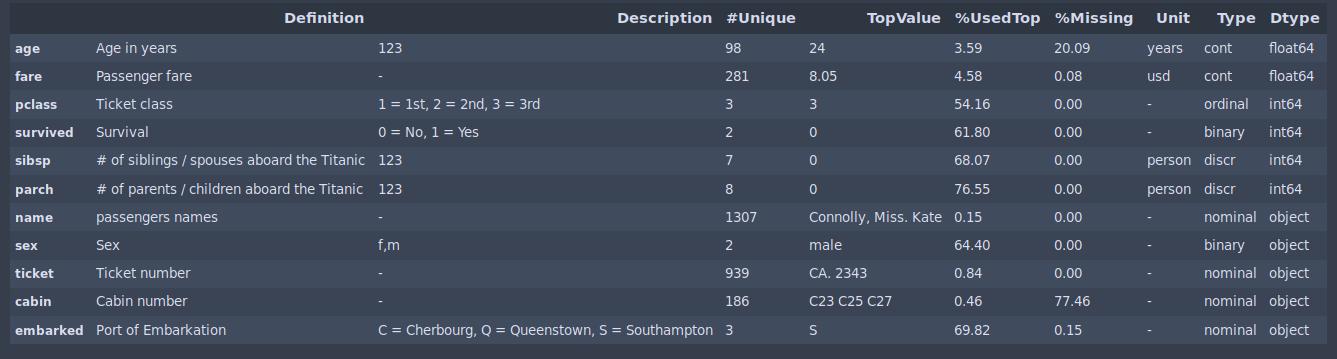 Definition Description #Unique TopValue %UsedTop %Missing Unit Type Dtype
age Age in years 123 98 24 3.59 20.09 years cont float64
fare Passenger fare - 281 8.05 4.58 0.08 usd cont float64
pclass Ticket class 1 = 1st, 2 = 2nd, 3 = 3rd 3 3 54.16 0.00 - ordinal int64
survived Survival 0 = No, 1 = Yes 2 0 61.80 0.00 - binary int64
sibsp # of siblings / spouses aboard the Titanic 123 7 0 68.07 0.00 person discr int64
parch # of parents / children aboard the Titanic 123 8 0 76.55 0.00 person discr int64
name passengers names - 1307 Connolly, Miss. Kate 0.15 0.00 - nominal object
sex Sex f,m 2 male 64.40 0.00 - binary object
ticket Ticket number - 939 CA. 2343 0.84 0.00 - nominal object
cabin Cabin number - 186 C23 C25 C27 0.46 77.46 - nominal object
embarked Port of Embarkation C = Cherbourg, Q = Queenstown, S = Southampton 3 S 69.82 0.15 - nominal object